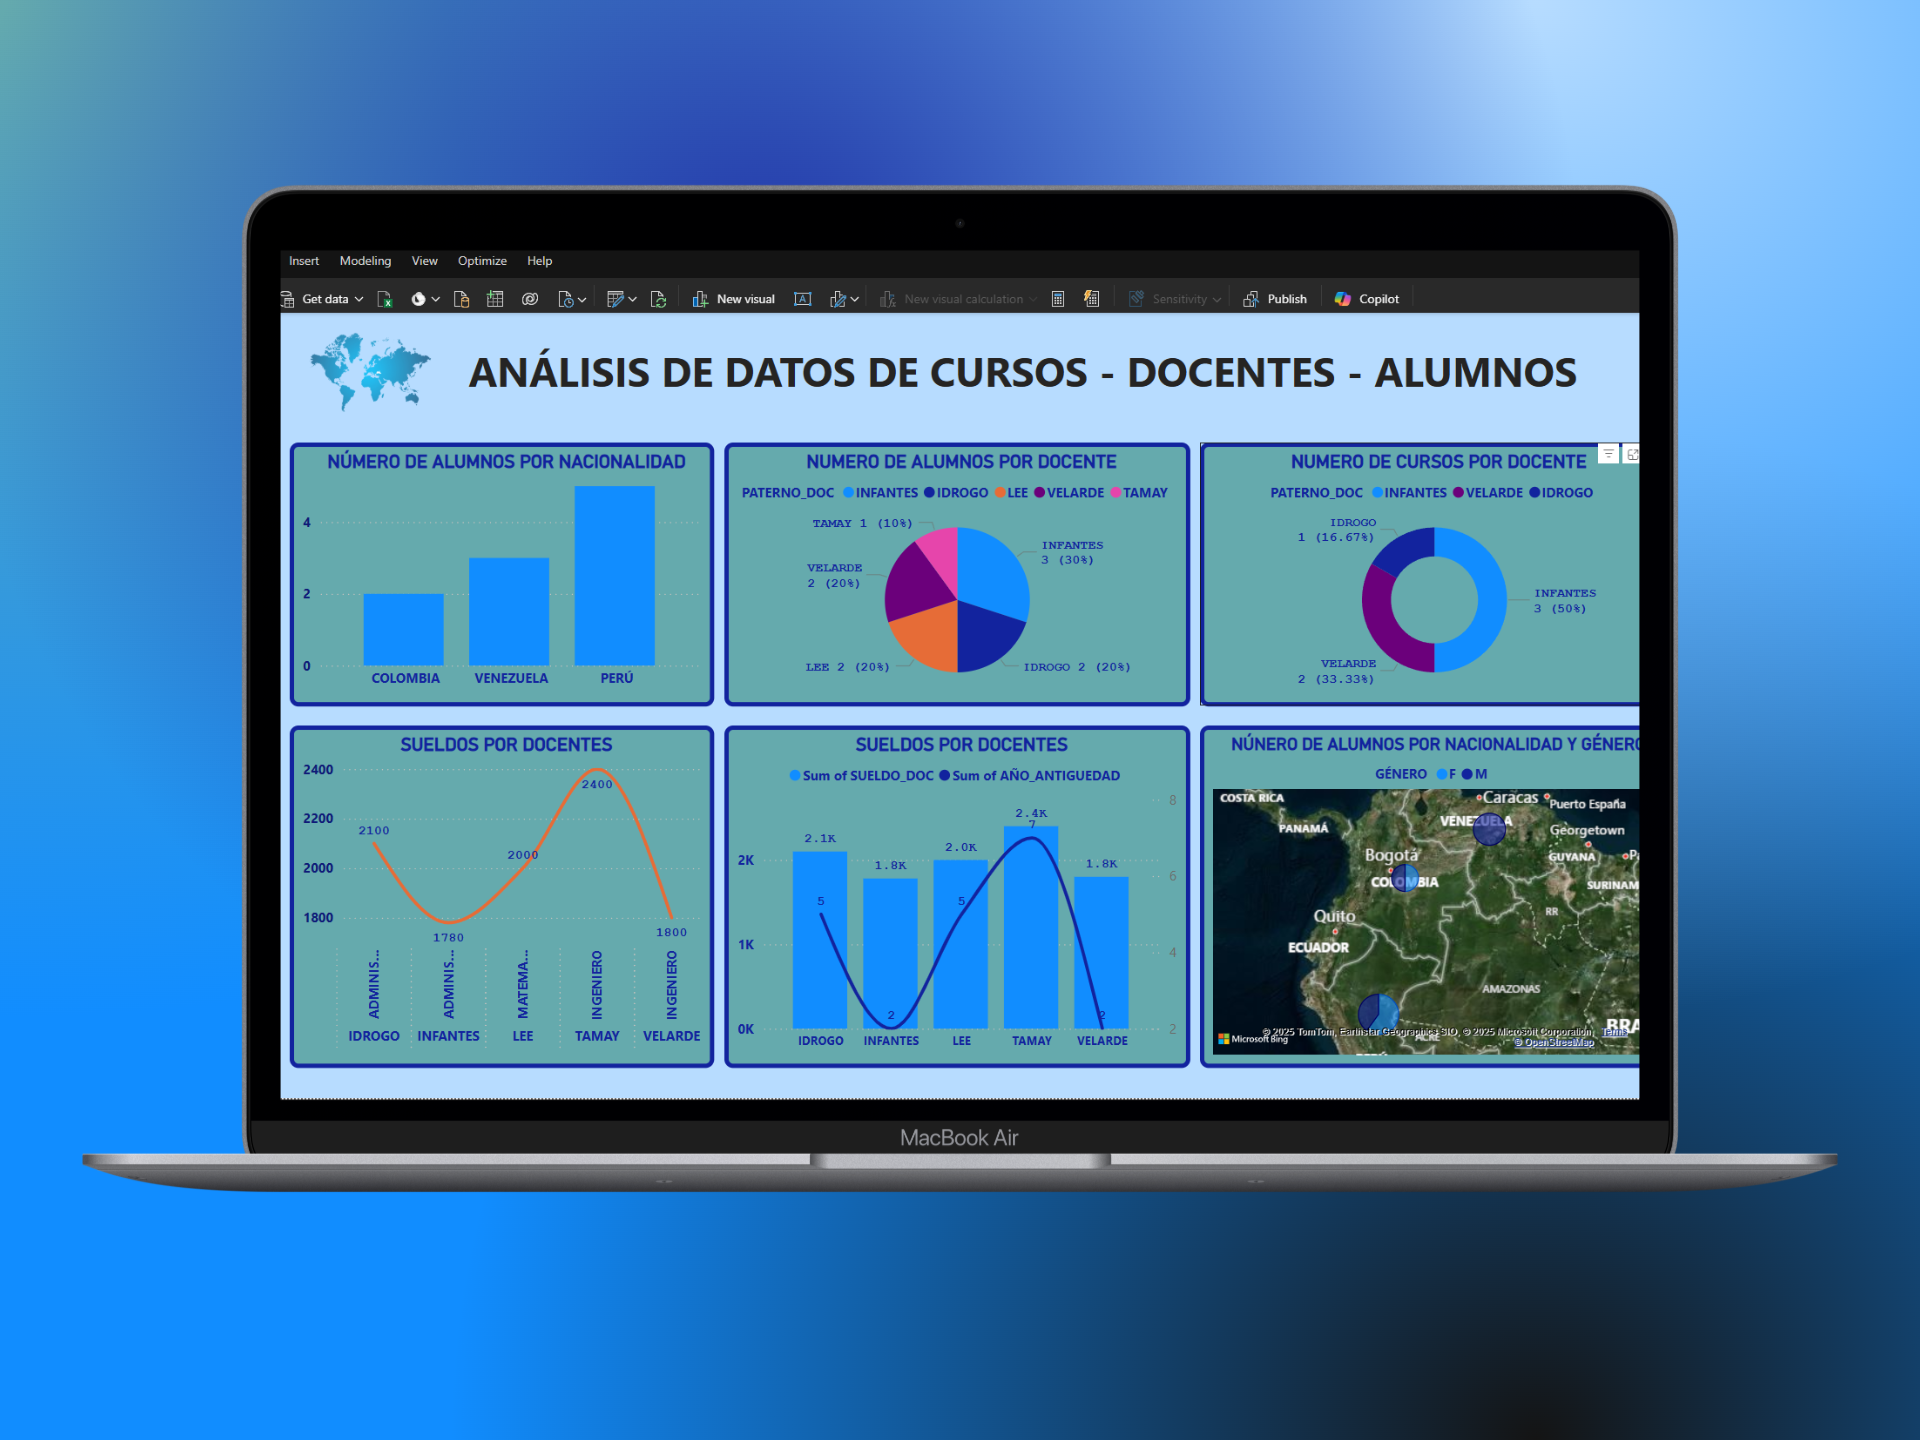 Insert Modeling View Optimize Help
Get data New visual New visual calculation Sensitivity Publish Copilot
ANÁLISIS DE DATOS DE CURSOS - DOCENTES - ALUMNOS
NÚMERO DE ALUMNOS POR NACIONALIDAD
4
2
0
COLOMBIA VENEZUELA PERÚ
NUMERO DE ALUMNOS POR DOCENTE
PATERNO_DOC INFANTES IDROGO LEE VELARDE TAMAY
TAMAY 1 (10%)
INFANTES
3 (30%)
VELARDE
2 (20%)
LEE 2 (20%)
IDROGO 2 (20%)
NUMERO DE CURSOS POR DOCENTE
PATERNO_DOC INFANTES VELARDE IDROGO
IDROGO
1 (16.67%)
INFANTES
3 (50%)
VELARDE
2 (33.33%)
SUELDOS POR DOCENTES
2400
2200
2000
1800
2100
1780
2000
2400
1800
ADMINIS... ADMINIS... MATEMA... INGENIERO INGENIERO
IDROGO INFANTES LEE TAMAY VELARDE
SUELDOS POR DOCENTES
Sum of SUELDO_DOC Sum of AÑO_ANTIGUEDAD
2K
1K
0K
8
6
4
2
2.1K 1.8K 2.0K 2.4K 1.8K
5 2 5 7 2
IDROGO INFANTES LEE TAMAY VELARDE
NÚNERO DE ALUMNOS POR NACIONALIDAD Y GÉNERO
GÉNERO F M
COSTA RICA
Caracas
Puerto España
PANAMÁ
VENEZUELA
Georgetown
Bogotá
GUYANA
COLOMBIA
SURINAM
RR
Quito
ECUADOR
AMAZONAS
ACRE
BRA
Microsoft Bing
© 2025 TomTom, Earthstar Geographics SIO, © 2025 Microsoft Corporation, Terms
© OpenStreetMap
MacBook Air